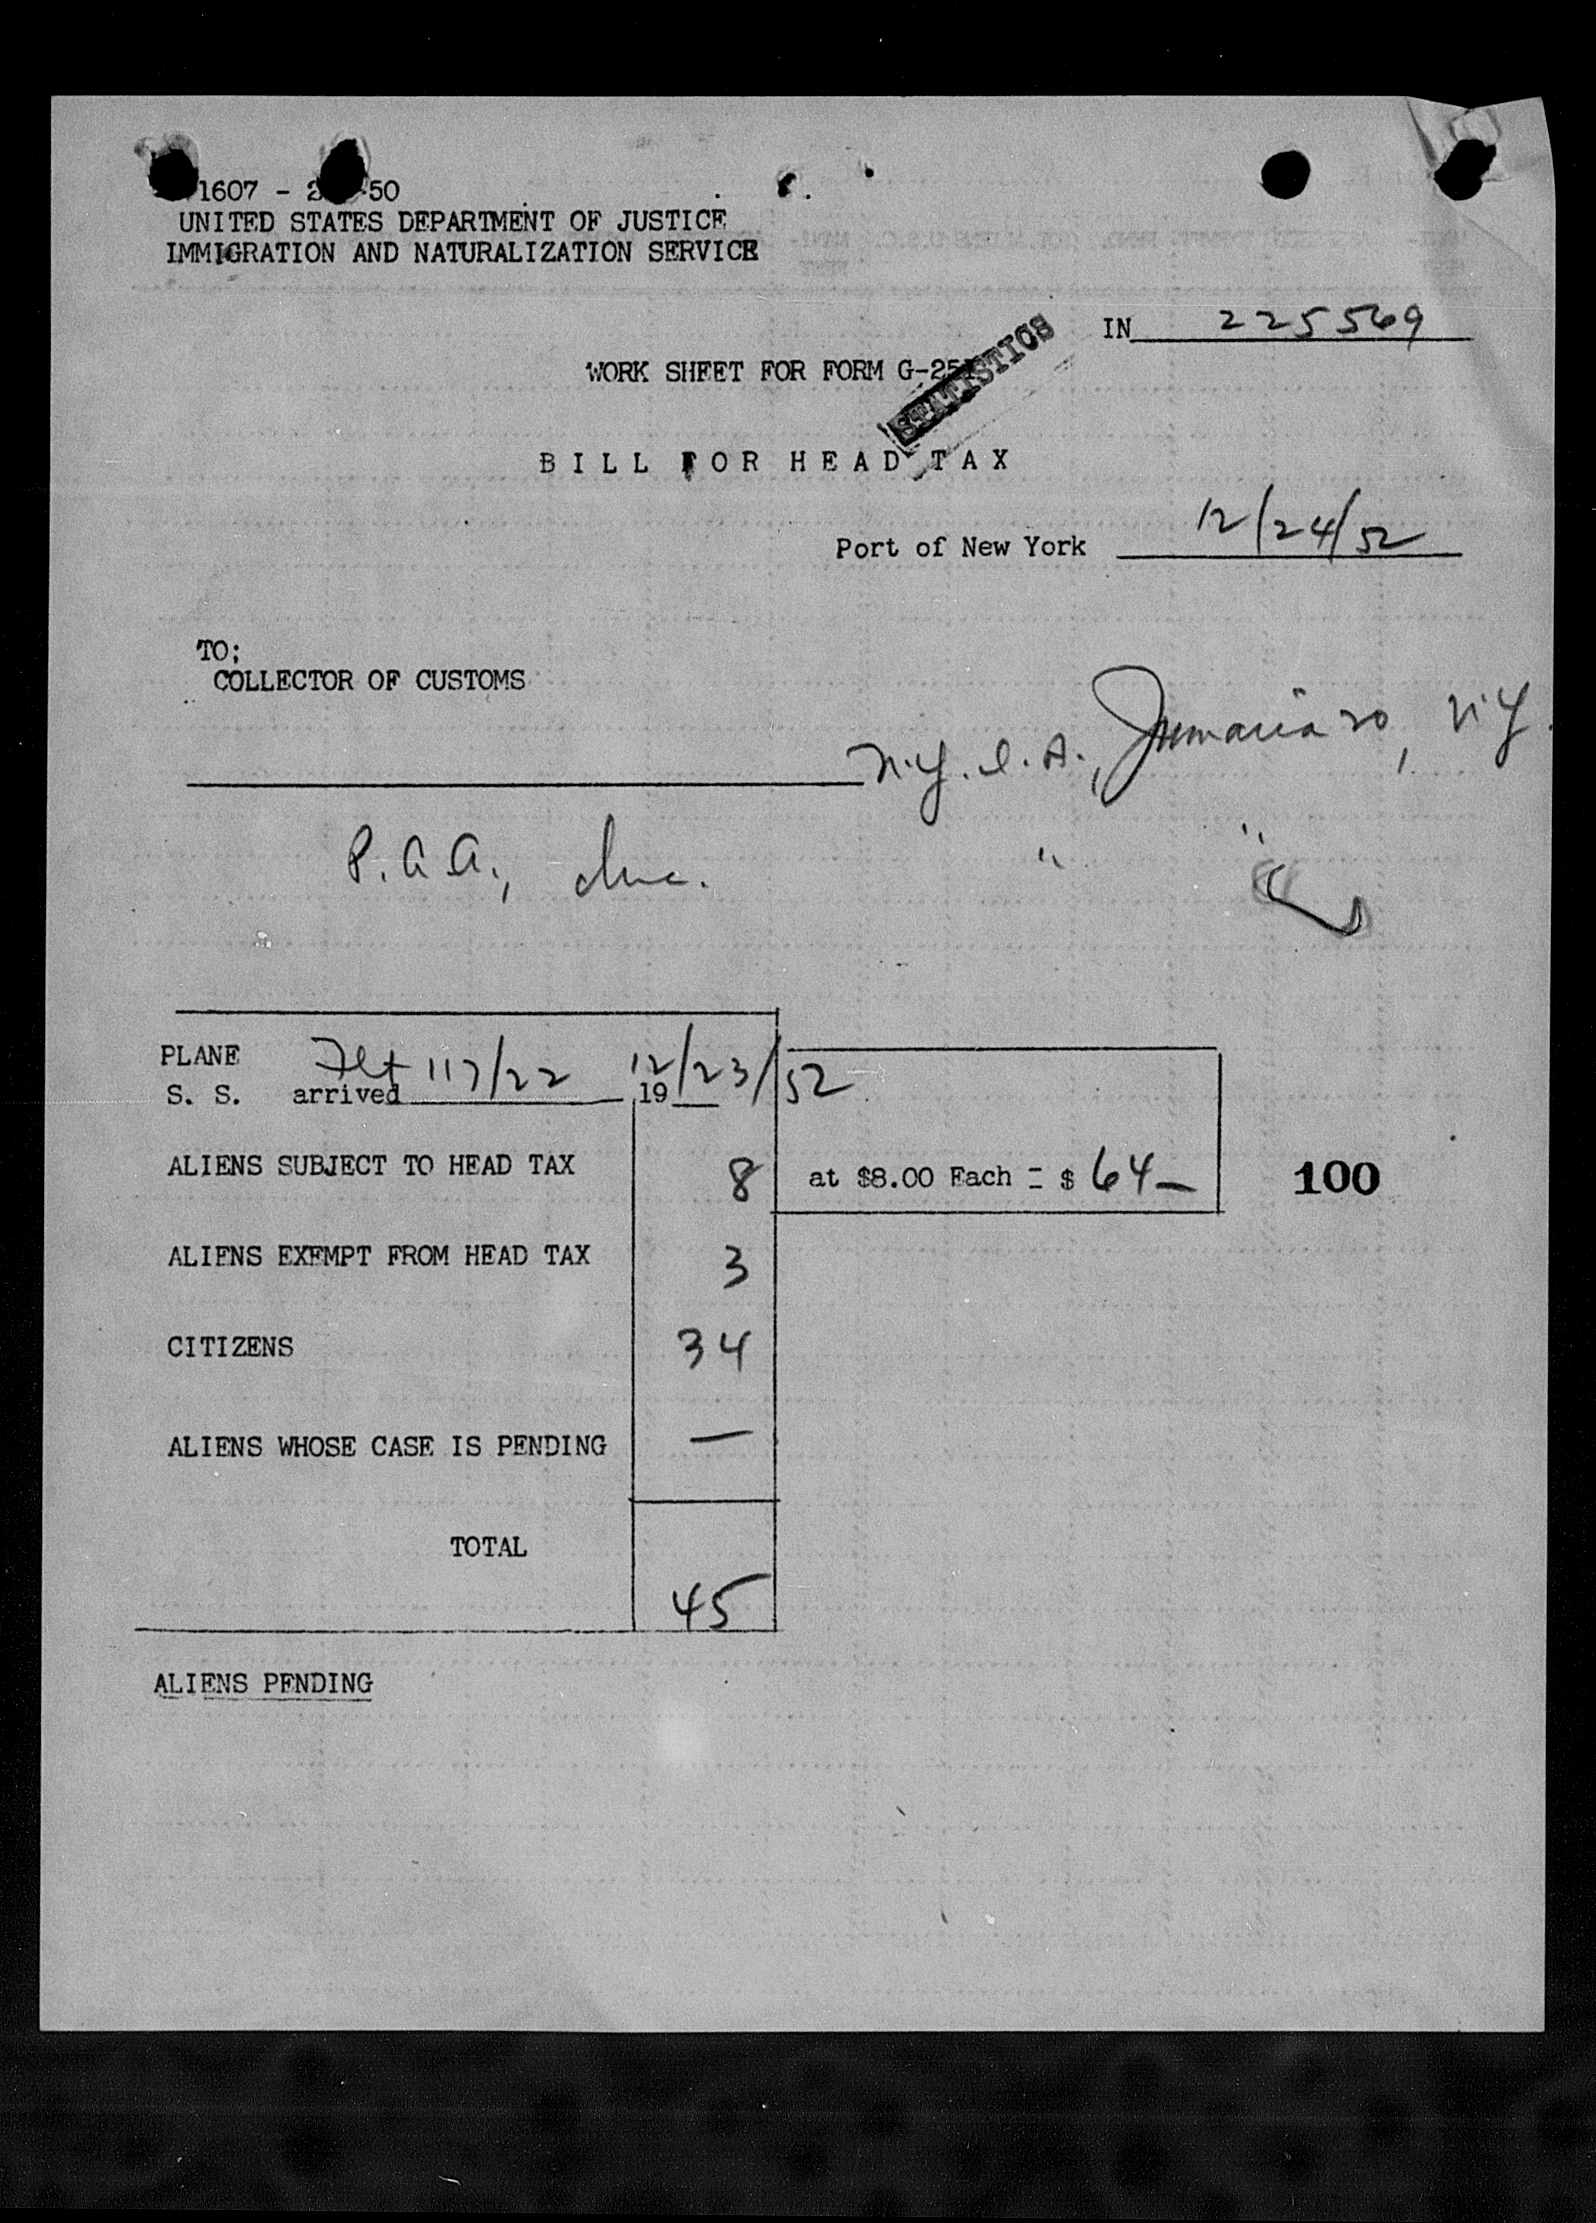 1607 - 2 50
UNITED STATES DEPARTMENT OF JUSTICE
IMMIGRATION AND NATURALIZATION SERVICE
IN 225569
WORK SHEET FOR FORM G-251
STATISTICS
BILL FOR HEAD TAX
Port of New York 12/24/52
TO;
COLLECTOR OF CUSTOMS
N.Y. I. A., Jamaica 30, N.Y.
P.A.A., Inc. " "
PLANE Flt 117/22 12/23/52
S. S. arrived 19
ALIENS SUBJECT TO HEAD TAX 8 at $8.00 Each = $ 64— 100
ALIENS EXEMPT FROM HEAD TAX 3
CITIZENS 34
ALIENS WHOSE CASE IS PENDING —
TOTAL
45
ALIENS PENDING